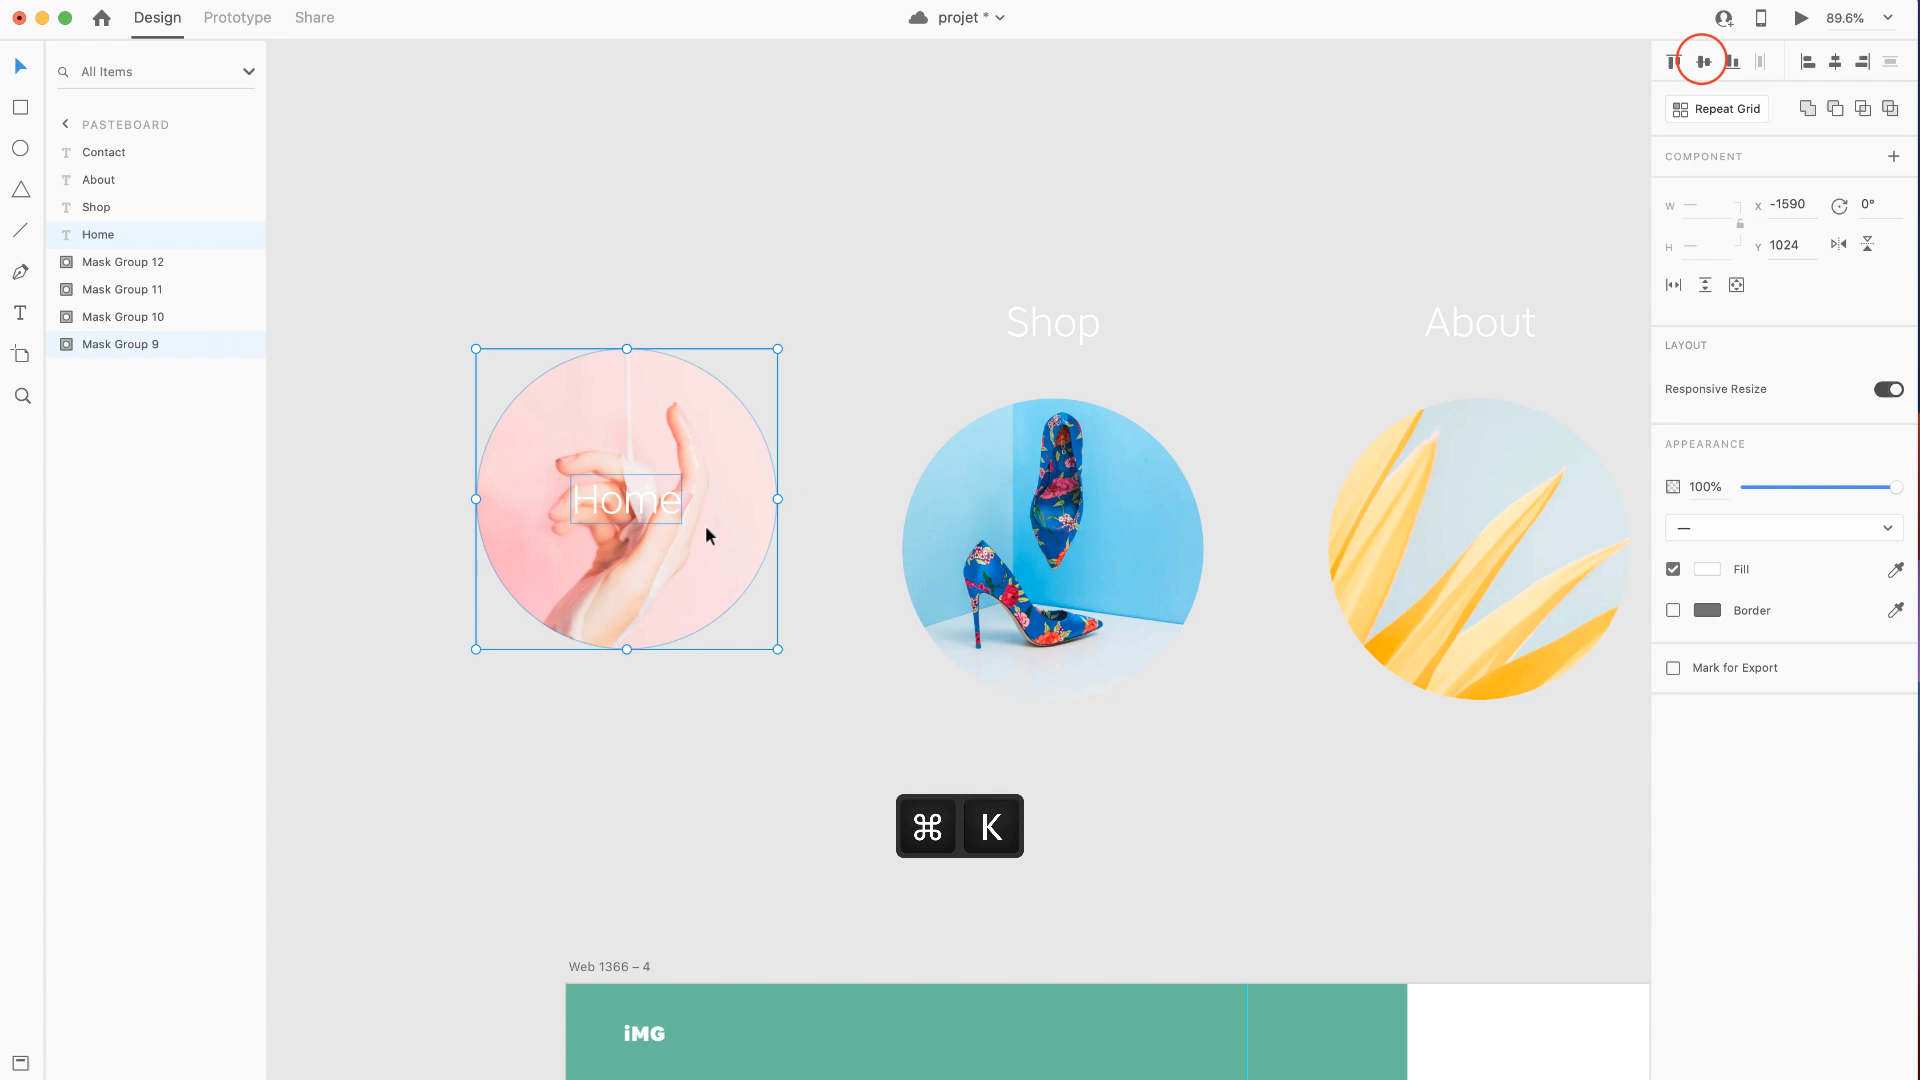 Design Prototype Share
projet *
89.6%
All Items
PASTEBOARD
Contact
About
Shop
Home
Mask Group 12
Mask Group 11
Mask Group 10
Mask Group 9
Shop
About
Home
⌘ K
Web 1366 – 4
iMG
Repeat Grid
COMPONENT
W — X -1590 0°
H — Y 1024
LAYOUT
Responsive Resize
APPEARANCE
100%
—
Fill
Border
Mark for Export